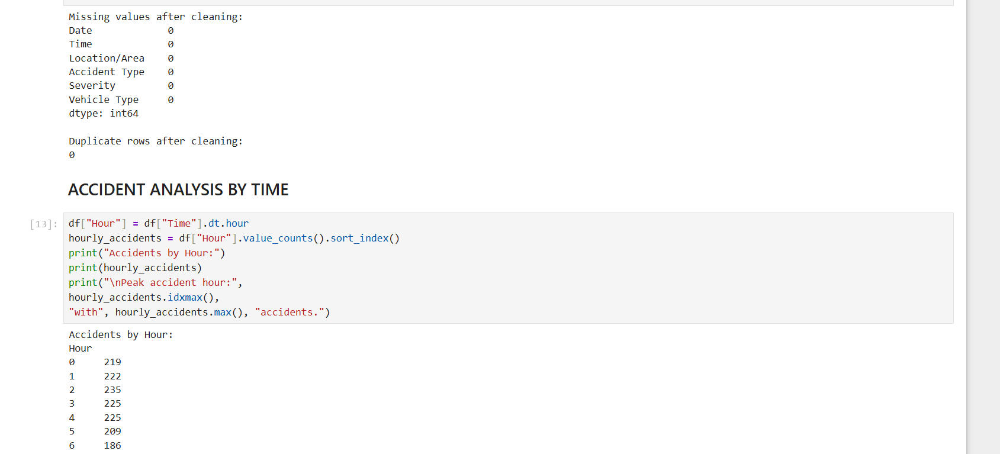 Missing values after cleaning:
Date             0
Time             0
Location/Area    0
Accident Type    0
Severity         0
Vehicle Type     0
dtype: int64
Duplicate rows after cleaning:
0
ACCIDENT ANALYSIS BY TIME
[13]:
df["Hour"] = df["Time"].dt.hour
hourly_accidents = df["Hour"].value_counts().sort_index()
print("Accidents by Hour:")
print(hourly_accidents)
print("\nPeak accident hour:",
hourly_accidents.idxmax(),
"with", hourly_accidents.max(), "accidents.")
Accidents by Hour:
Hour
0     219
1     222
2     235
3     225
4     225
5     209
6     186